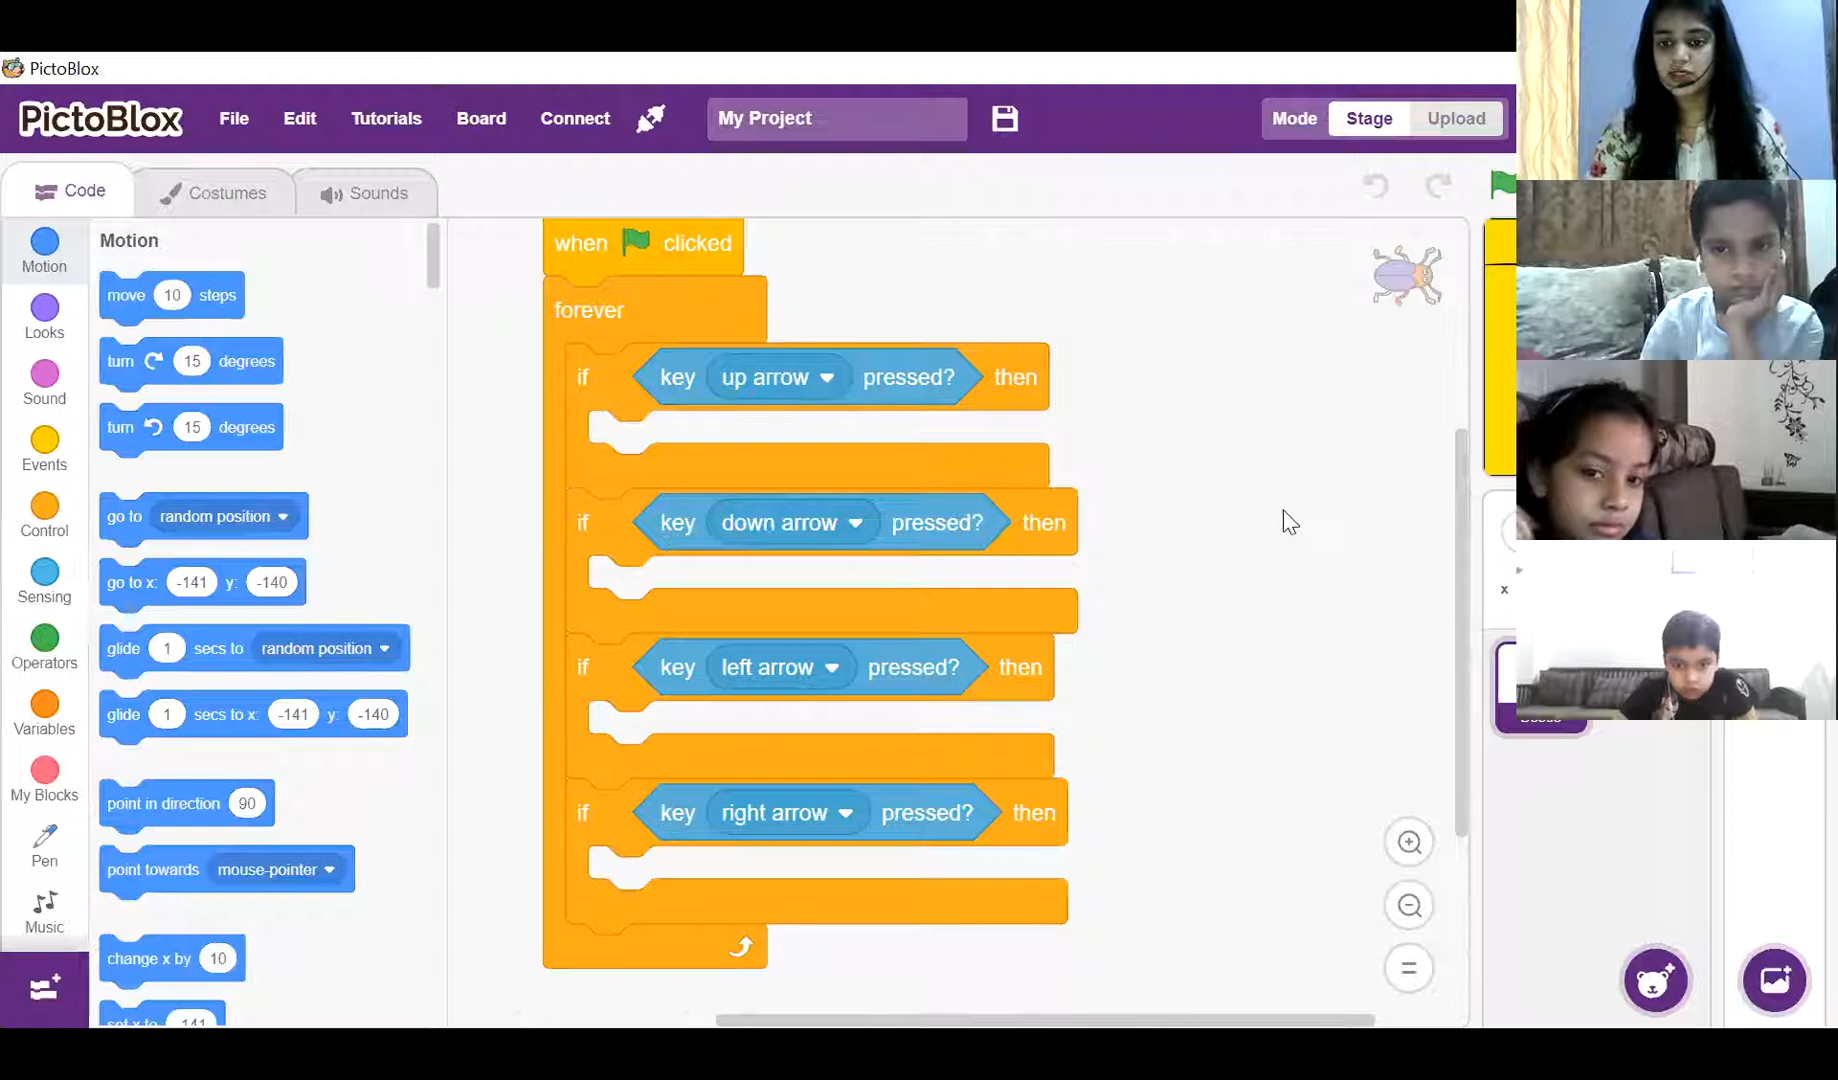 PictoBlox
PictoBlox File Edit Tutorials Board Connect My Project Mode Stage Upload
Code Costumes Sounds
Motion
Looks
Sound
Events
Control
Sensing
Operators
Variables
My Blocks
Pen
Music
Motion
move 10 steps
turn 15 degrees
turn 15 degrees
go to random position
go to x: -141 y: -140
glide 1 secs to random position
glide 1 secs to x: -141 y: -140
point in direction 90
point towards mouse-pointer
change x by 10
set x to -141
when clicked
forever
if key up arrow pressed? then
if key down arrow pressed? then
if key left arrow pressed? then
if key right arrow pressed? then
x